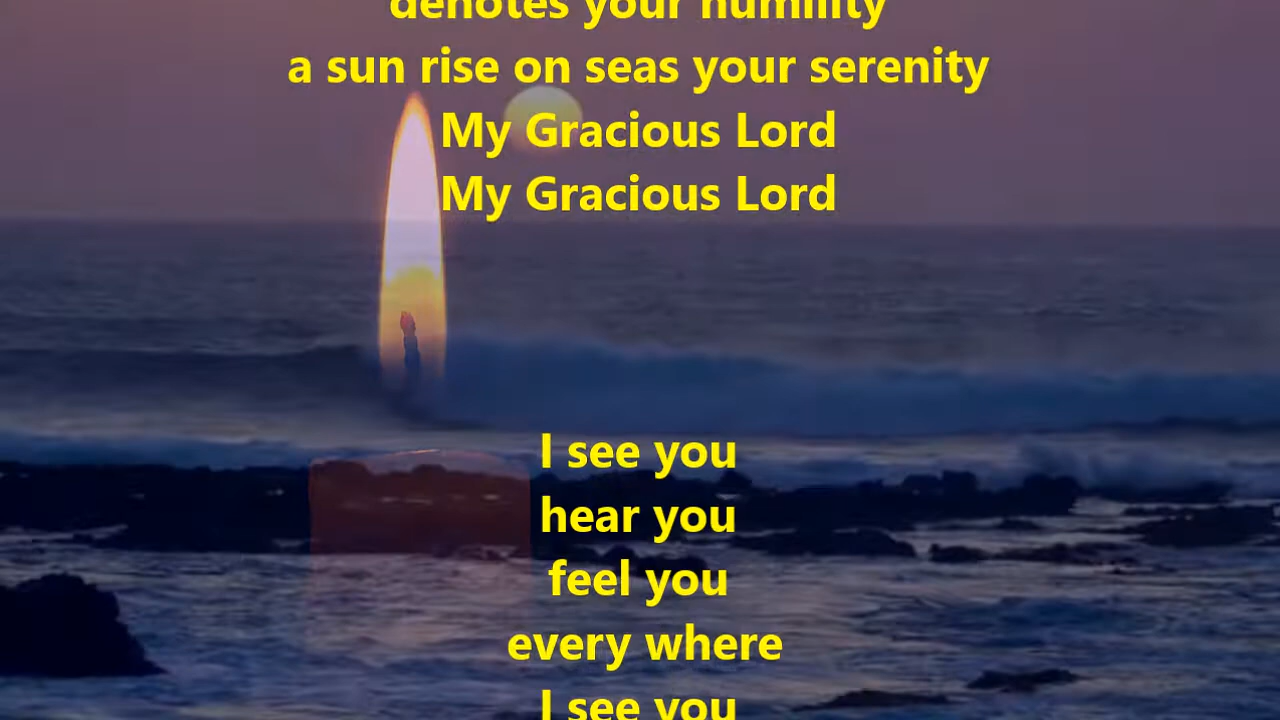 denotes your humility
a sun rise on seas your serenity
My Gracious Lord
My Gracious Lord
I see you
hear you
feel you
every where
I see you